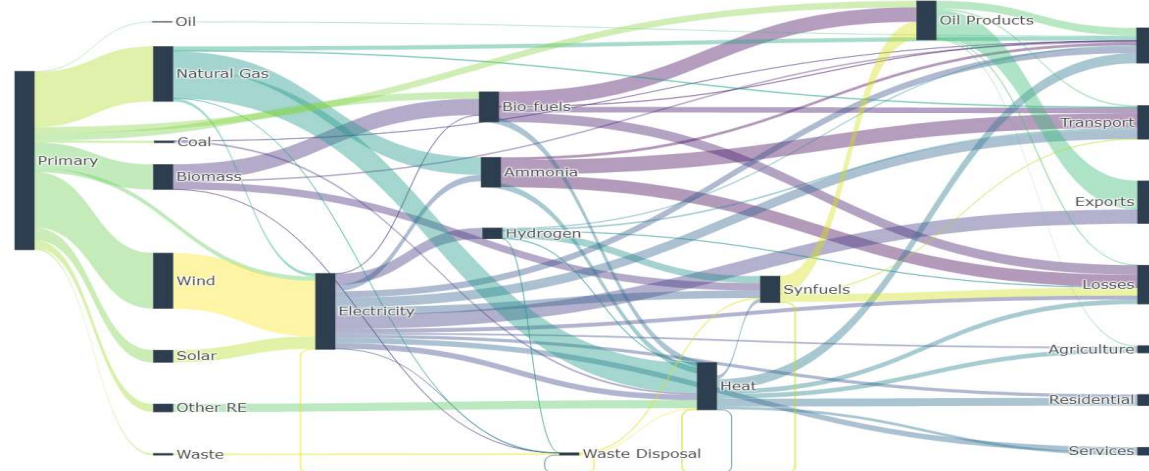 Primary
Oil
Natural Gas
Coal
Biomass
Wind
Solar
Other RE
Waste
Electricity
Bio-fuels
Ammonia
Hydrogen
Waste Disposal
Heat
Synfuels
Oil Products
Transport
Exports
Losses
Agriculture
Residential
Services